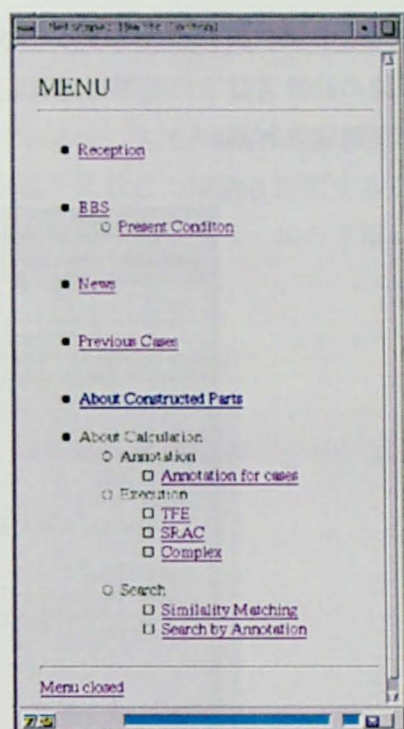 Netscape:
MENU
Reception
BBS
Present Conditon
News
Previous Cases
About Constructed Parts
About Calculation
Annotation
Annotation for cases
Execution
TFE
SRAC
Complex
Search
Similality Matching
Search by Annotation
Menu closed